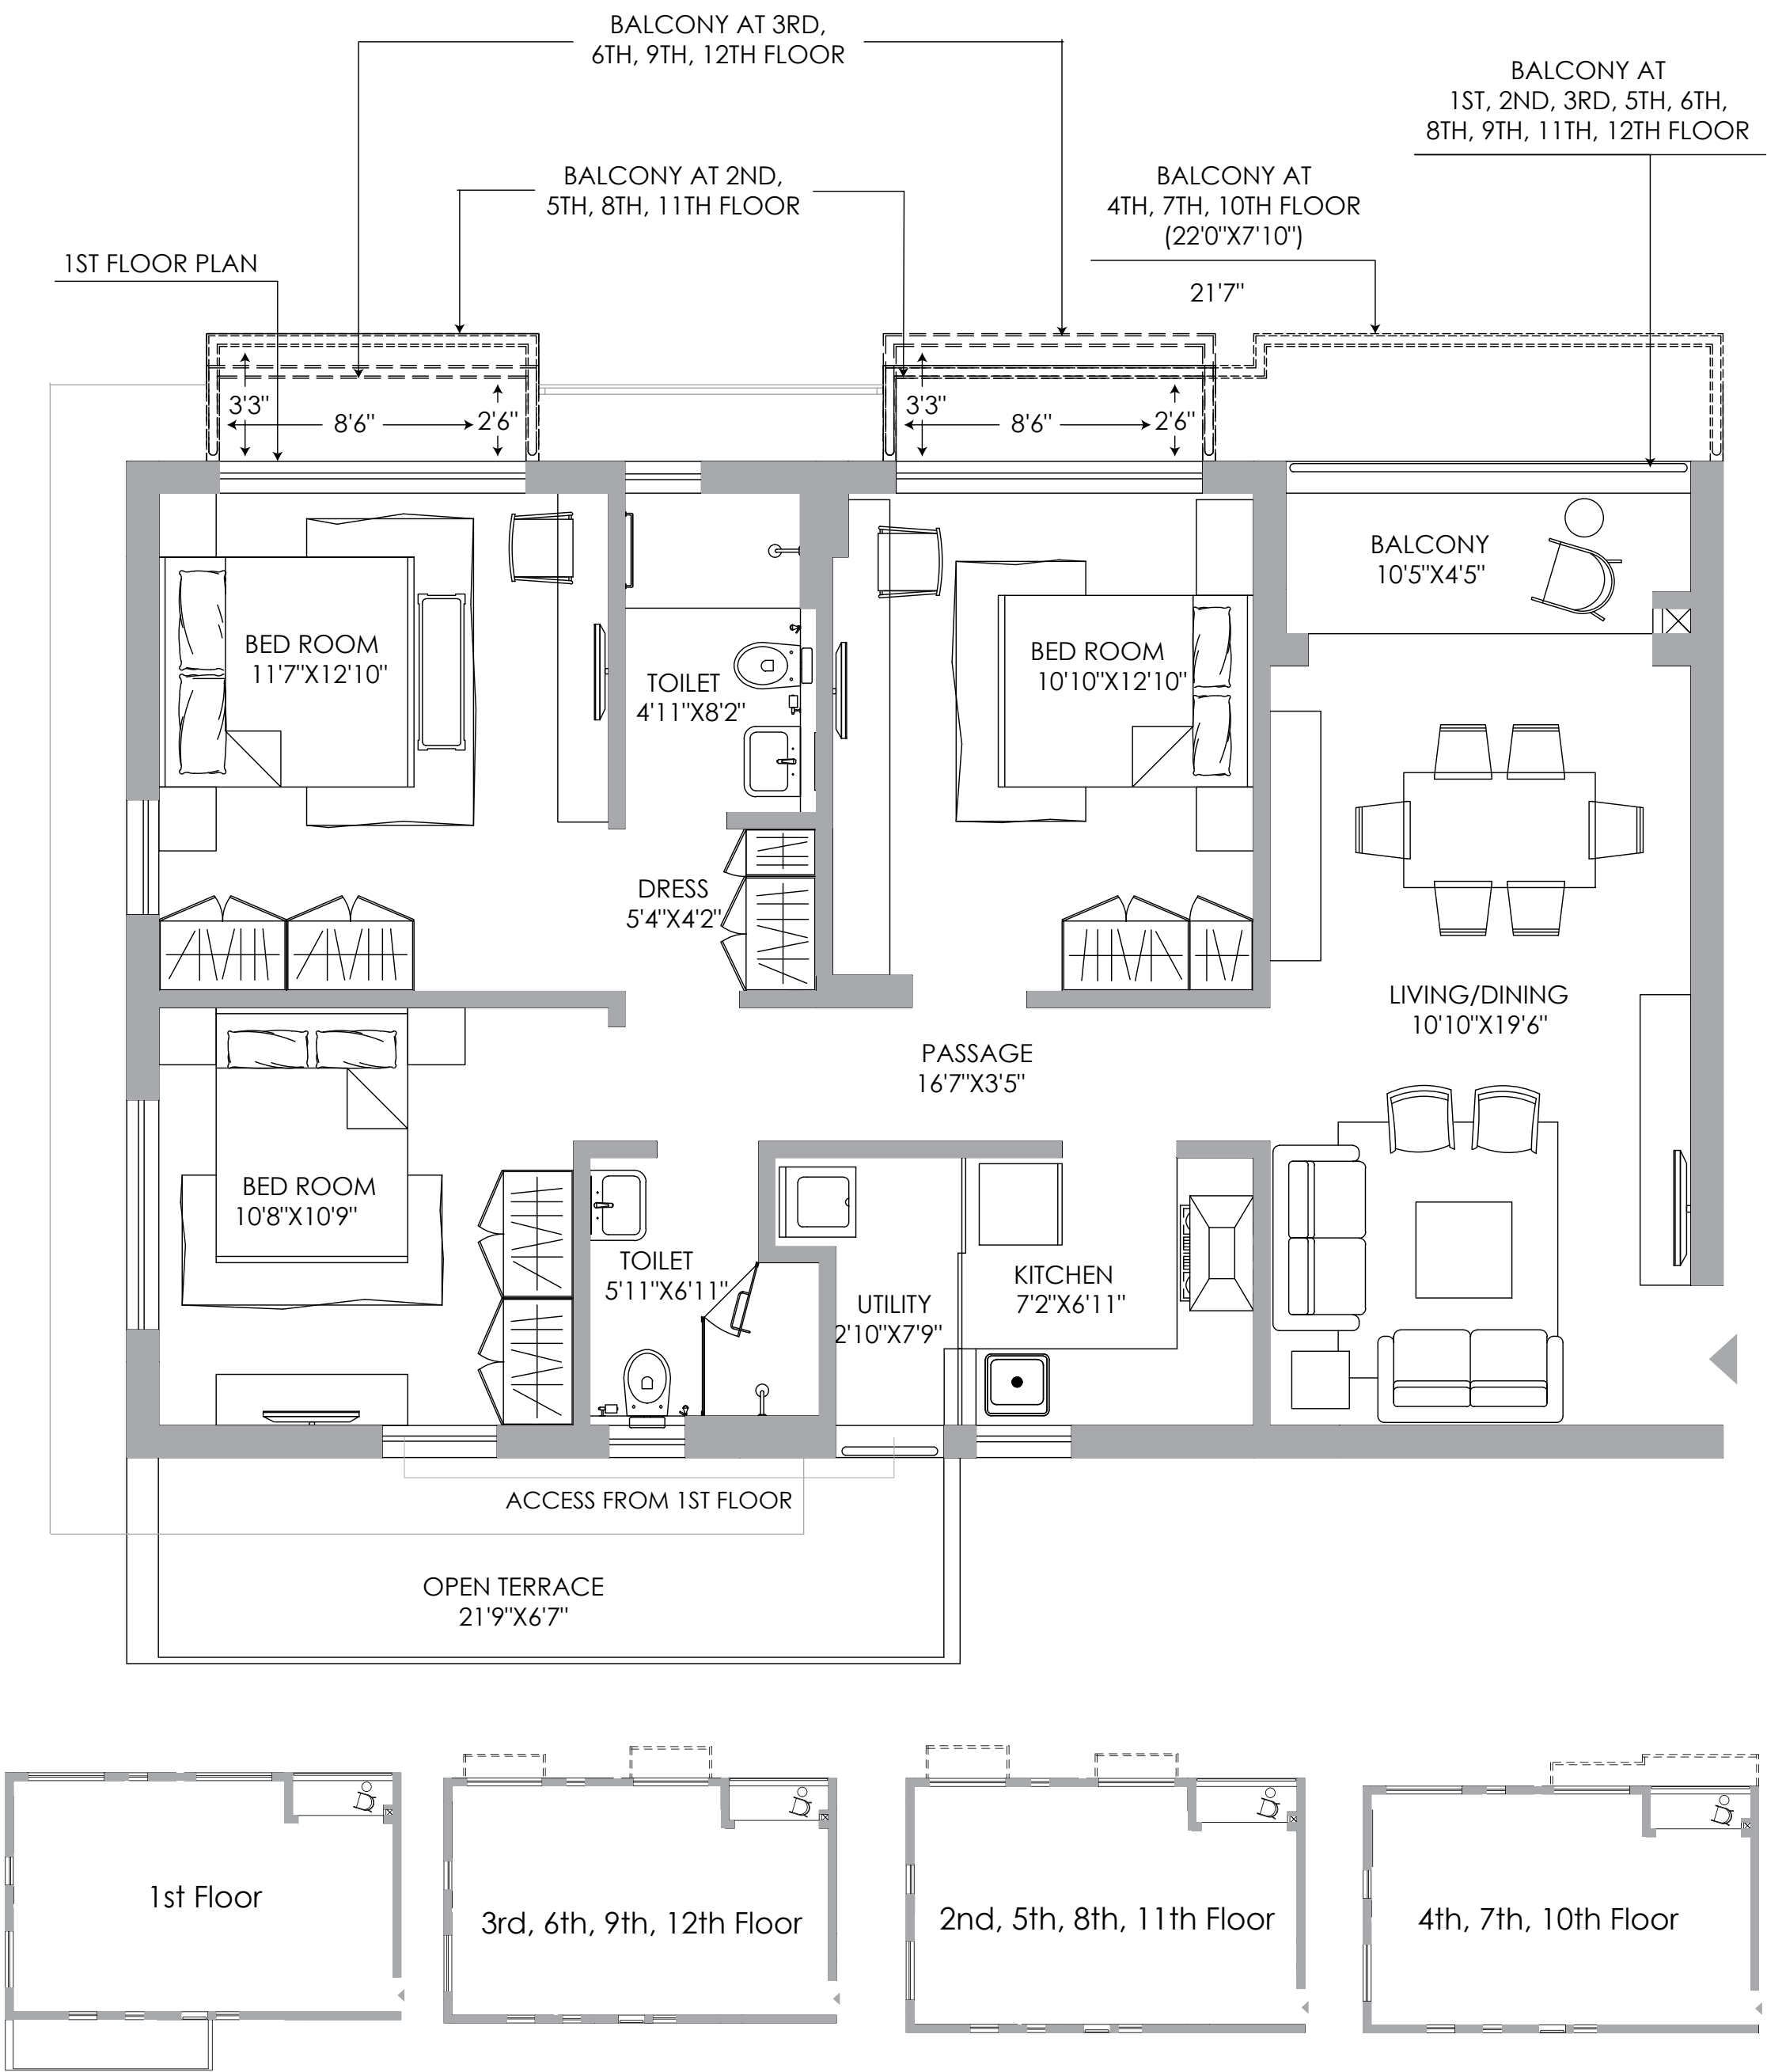 BALCONY AT 3RD,
6TH, 9TH, 12TH FLOOR
BALCONY AT
1ST, 2ND, 3RD, 5TH, 6TH,
8TH, 9TH, 11TH, 12TH FLOOR
BALCONY AT 2ND,
5TH, 8TH, 11TH FLOOR
BALCONY AT
4TH, 7TH, 10TH FLOOR
(22'0"X7'10")
1ST FLOOR PLAN
21'7"
3'3"
8'6"
2'6"
3'3"
8'6"
2'6"
BALCONY
10'5"X4'5"
BED ROOM
11'7"X12'10"
TOILET
4'11"X8'2"
BED ROOM
10'10"X12'10"
DRESS
5'4"X4'2"
LIVING/DINING
10'10"X19'6"
PASSAGE
16'7"X3'5"
BED ROOM
10'8"X10'9"
TOILET
5'11"X6'11"
UTILITY
2'10"X7'9"
KITCHEN
7'2"X6'11"
ACCESS FROM 1ST FLOOR
OPEN TERRACE
21'9"X6'7"
1st Floor
3rd, 6th, 9th, 12th Floor
2nd, 5th, 8th, 11th Floor
4th, 7th, 10th Floor